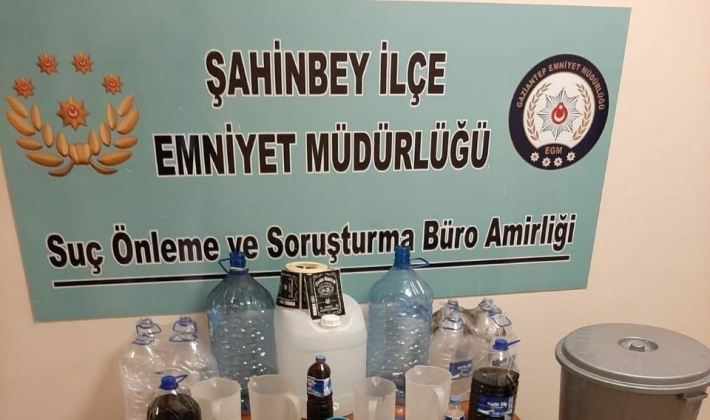 ŞAHİNBEY İLÇE
EMNİYET MÜDÜRLÜĞÜ
Suç Önleme ve Soruşturma Büro Amirliği
GAZİANTEP EMNİYET MÜDÜRLÜĞÜ
EGM